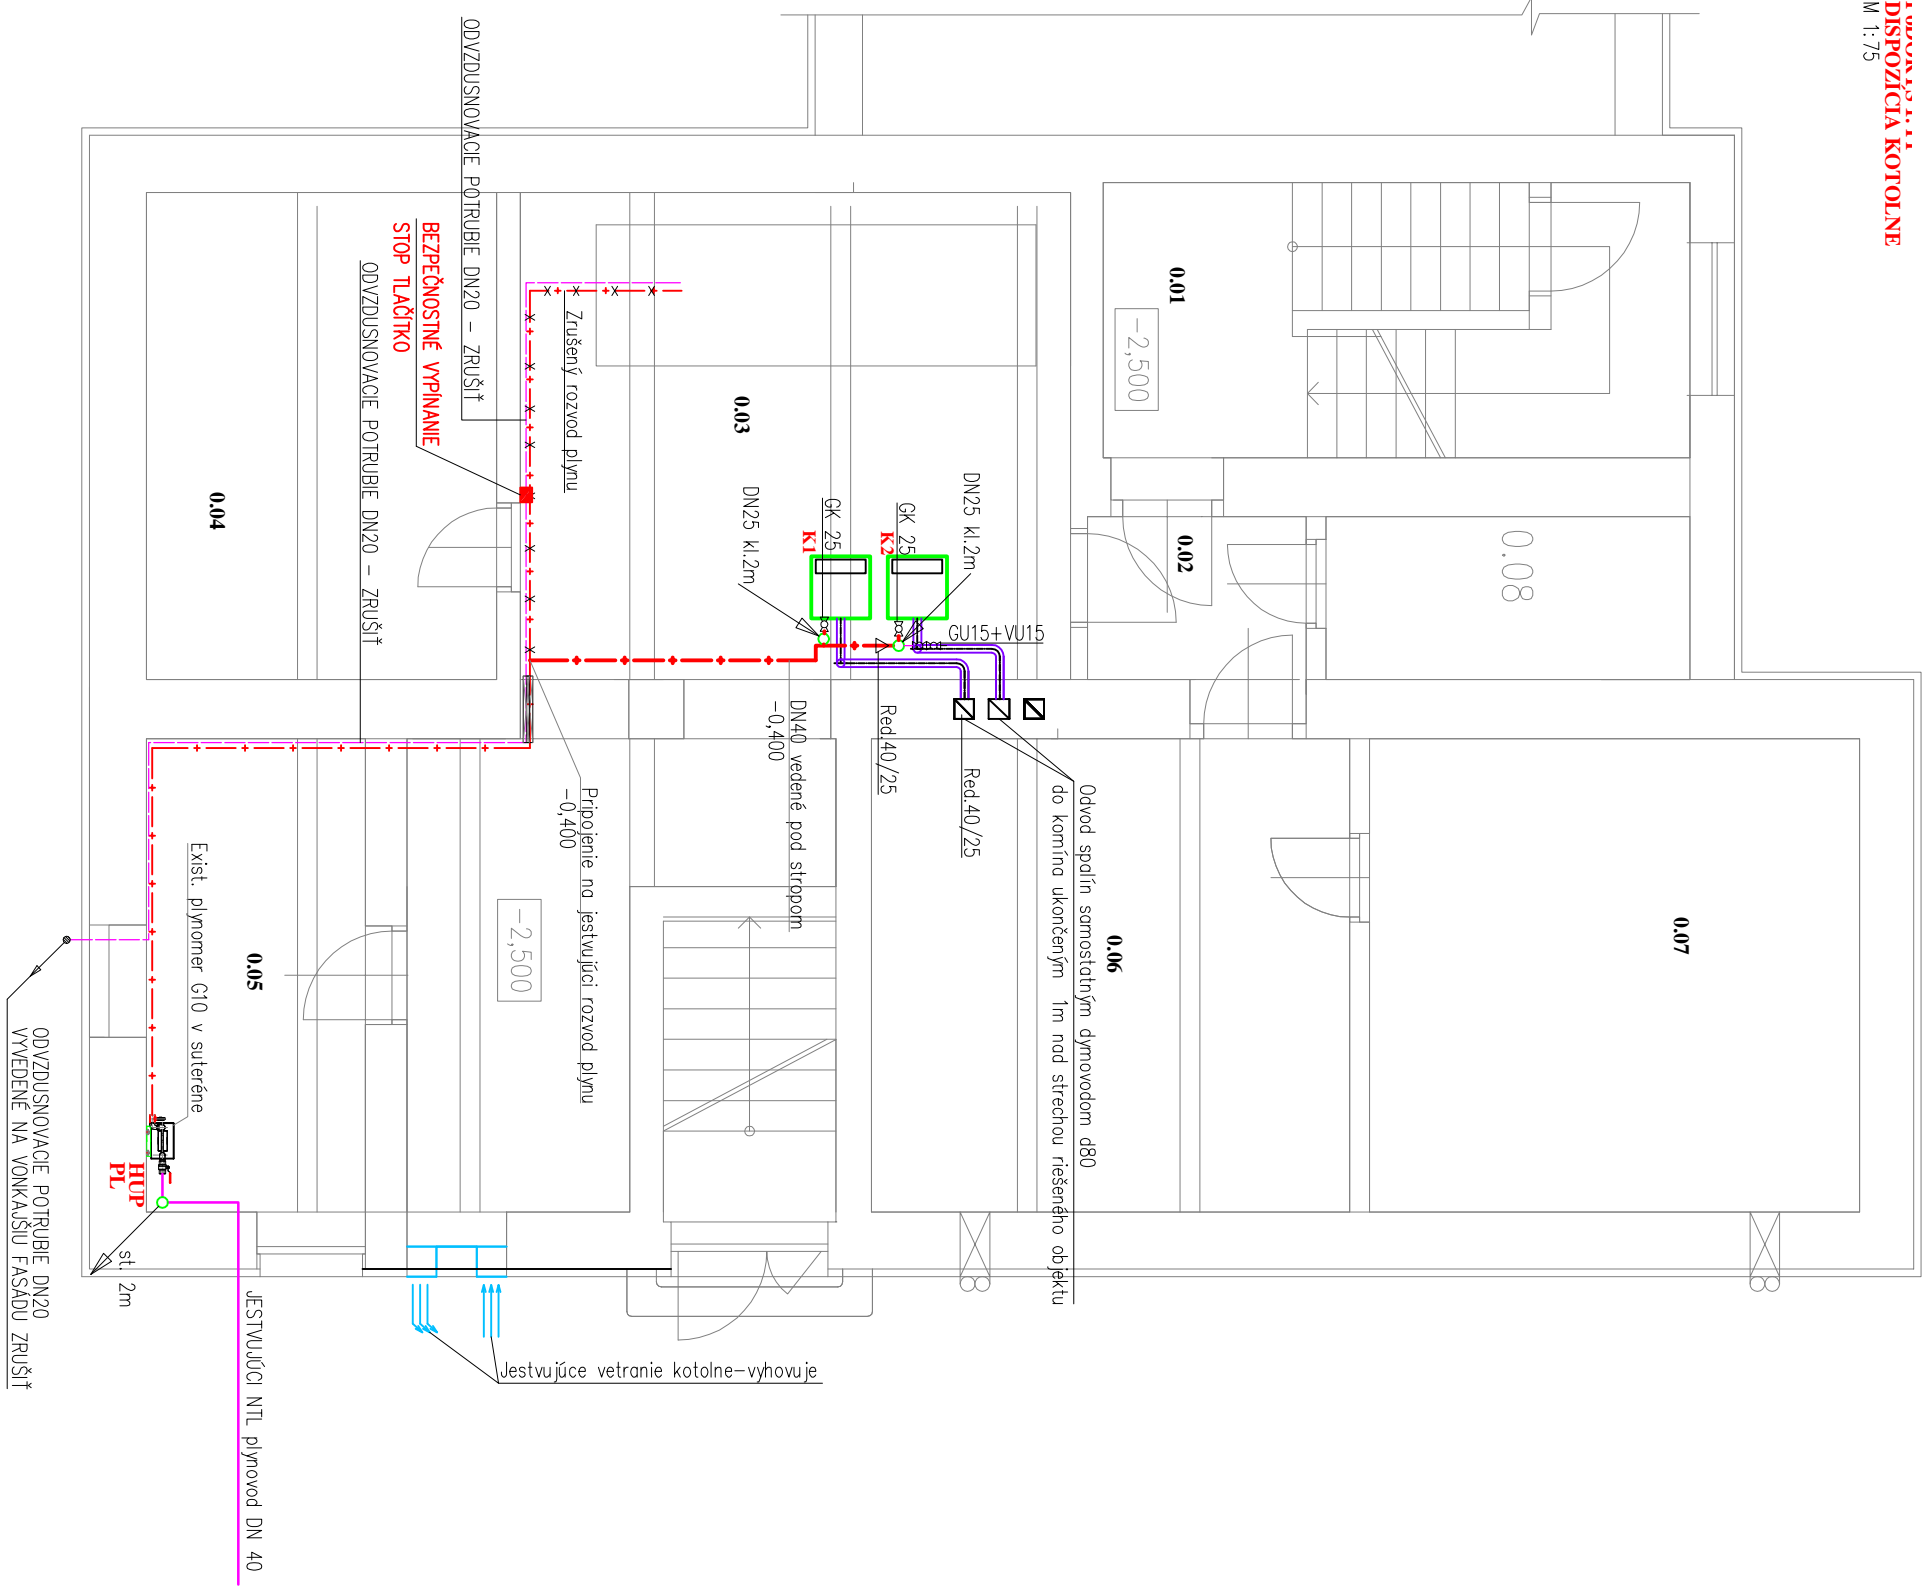 DISPOZÍCIA KOTOLNE
M 1:75
0.01
-2,500
0.02
0.08
0.03
0.04
ODVZDUSNOVACIE POTRUBIE DN20 - ZRUŠIŤ
BEZPEČNOSTNÉ VYPÍNANIE
STOP TLAČÍTKO
ODVZDUSNOVACIE POTRUBIE DN20 - ZRUŠIŤ
Zrušený rozvod plynu
DN25 kl.2m
GK 25
K2
GK 25
K1
DN25 kl.2m
GU15+VU15
Red.40/25
Red.40/25
DN40 vedené pod stropom
-0,400
Pripojenie na jestvujúci rozvod plynu
-0,400
Odvod spalín samostatným dymovodom d80
do komína ukončeným 1m nad strechou riešeného objektu
0.07
0.06
-2,500
0.05
Exist. plynomer G10 v suteréne
HUP
PL
st. 2m
ODVZDUSNOVACIE POTRUBIE DN20
VYVEDENÉ NA VONKAJŠIU FASÁDU ZRUŠIŤ
JESTVUJÚCI NTL plynovod DN 40
Jestvujúce vetranie kotolne-vyhovuje